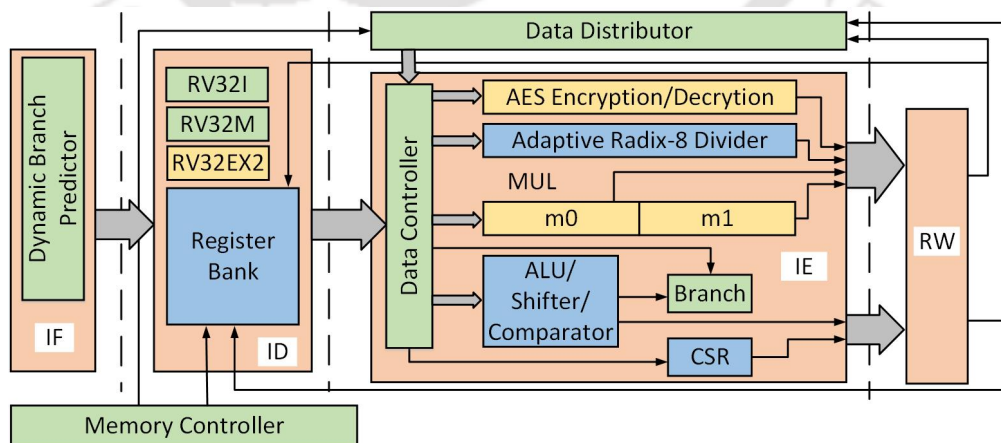 Data Distributor
Dynamic Branch
Predictor
IF
RV32I
RV32M
RV32EX2
Register
Bank
ID
Data Controller
AES Encryption/Decrytion
Adaptive Radix-8 Divider
MUL
m0
m1
ALU/
Shifter/
Comparator
Branch
CSR
IE
RW
Memory Controller